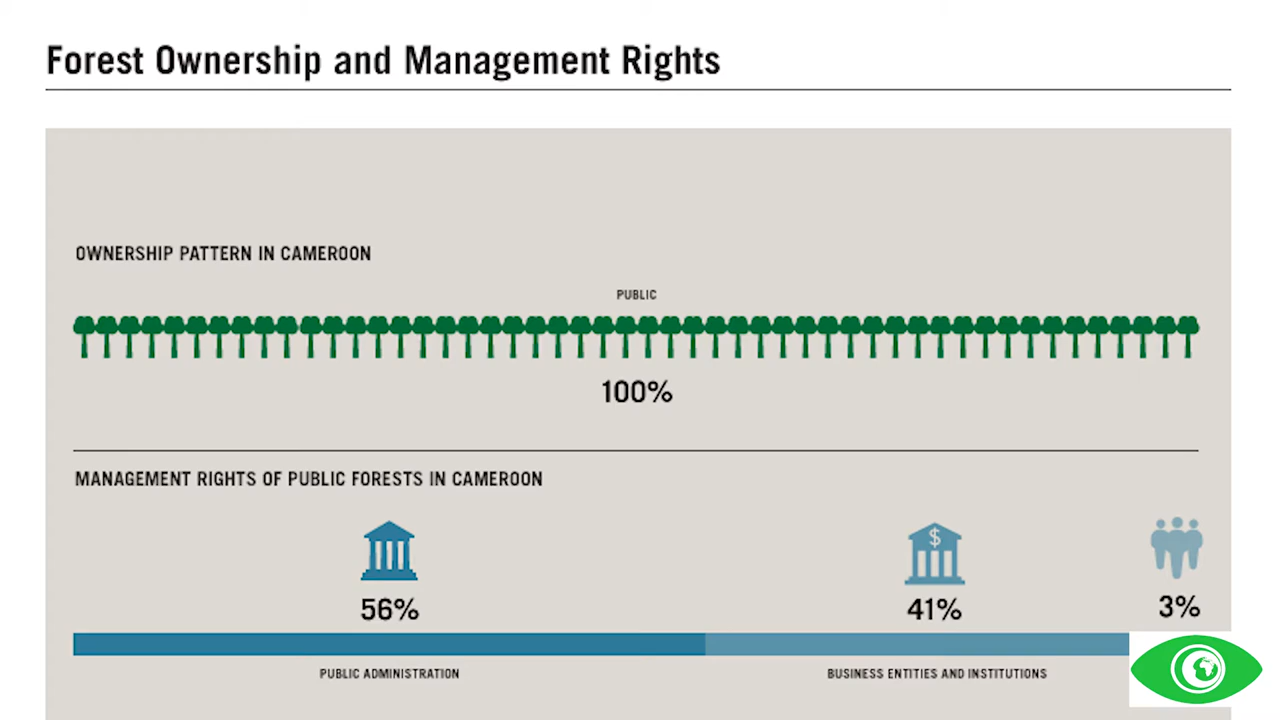 Forest Ownership and Management Rights
OWNERSHIP PATTERN IN CAMEROON
PUBLIC
100%
MANAGEMENT RIGHTS OF PUBLIC FORESTS IN CAMEROON
$
56%
41%
3%
PUBLIC ADMINISTRATION
BUSINESS ENTITIES AND INSTITUTIONS